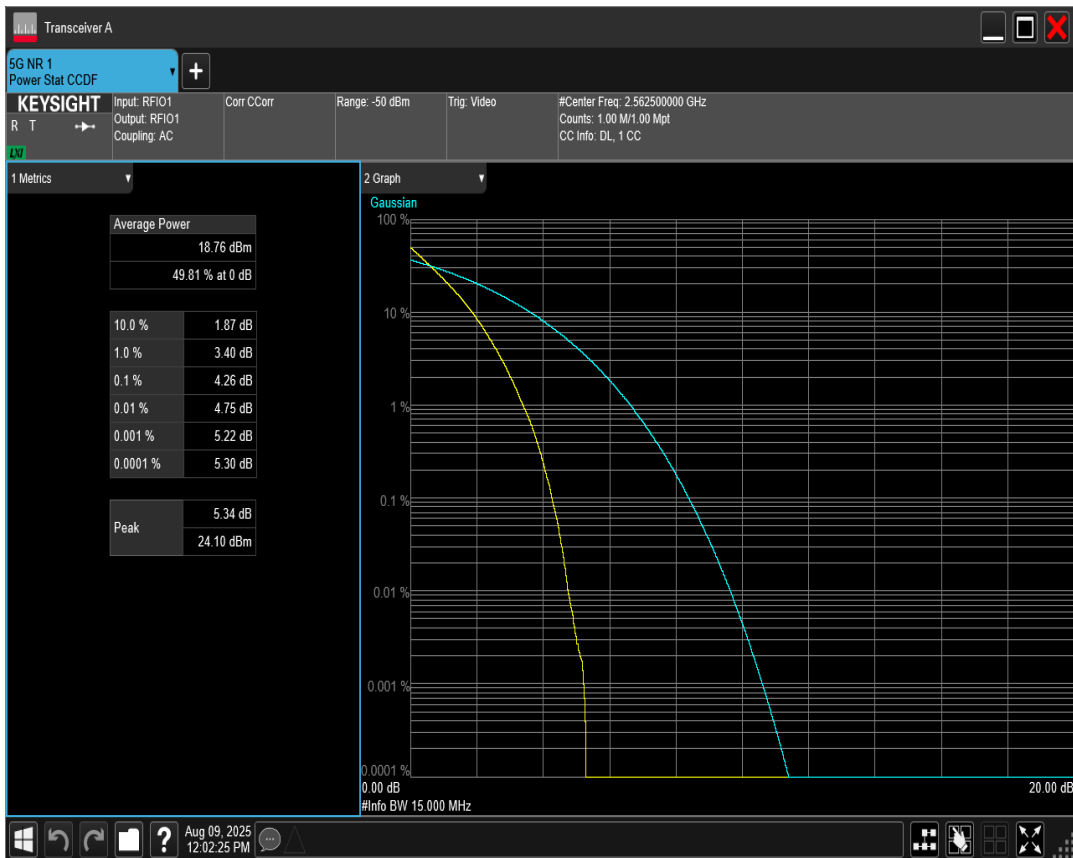 Transceiver A
5G NR 1
Power Stat CCDF
KEYSIGHT
R T
LXI
Input: RFIO1
Output: RFIO1
Coupling: AC
Corr CCorr
Range: -50 dBm
Trig: Video
#Center Freq: 2.562500000 GHz
Counts: 1.00 M/1.00 Mpt
CC Info: DL, 1 CC
1 Metrics
Average Power
18.76 dBm
49.81 % at 0 dB
10.0 % 1.87 dB
1.0 % 3.40 dB
0.1 % 4.26 dB
0.01 % 4.75 dB
0.001 % 5.22 dB
0.0001 % 5.30 dB
Peak 5.34 dB
24.10 dBm
2 Graph
Gaussian
100 %
10 %
1 %
0.1 %
0.01 %
0.001 %
0.0001 %
0.00 dB 20.00 dB
#Info BW 15.000 MHz
?
Aug 09, 2025
12:02:25 PM